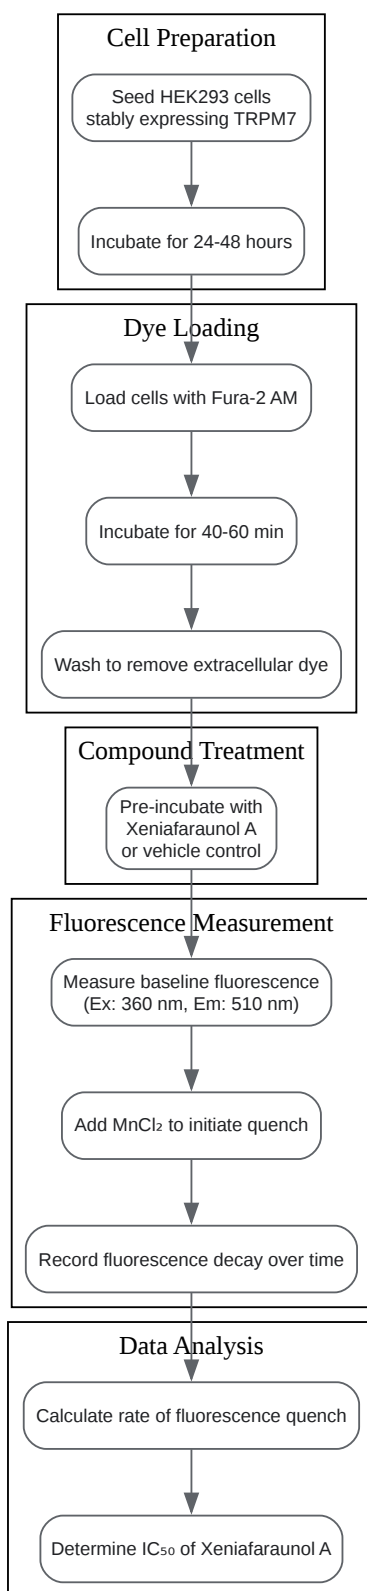 Cell Preparation
Seed HEK293 cells
stably expressing TRPM7
Incubate for 24-48 hours
Dye Loading
Load cells with Fura-2 AM
Incubate for 40-60 min
Wash to remove extracellular dye
Compound Treatment
Pre-incubate with
Xeniafaraunol A
or vehicle control
Fluorescence Measurement
Measure baseline fluorescence
(Ex: 360 nm, Em: 510 nm)
Add MnCl₂ to initiate quench
Record fluorescence decay over time
Data Analysis
Calculate rate of fluorescence quench
Determine IC₅₀ of Xeniafaraunol A